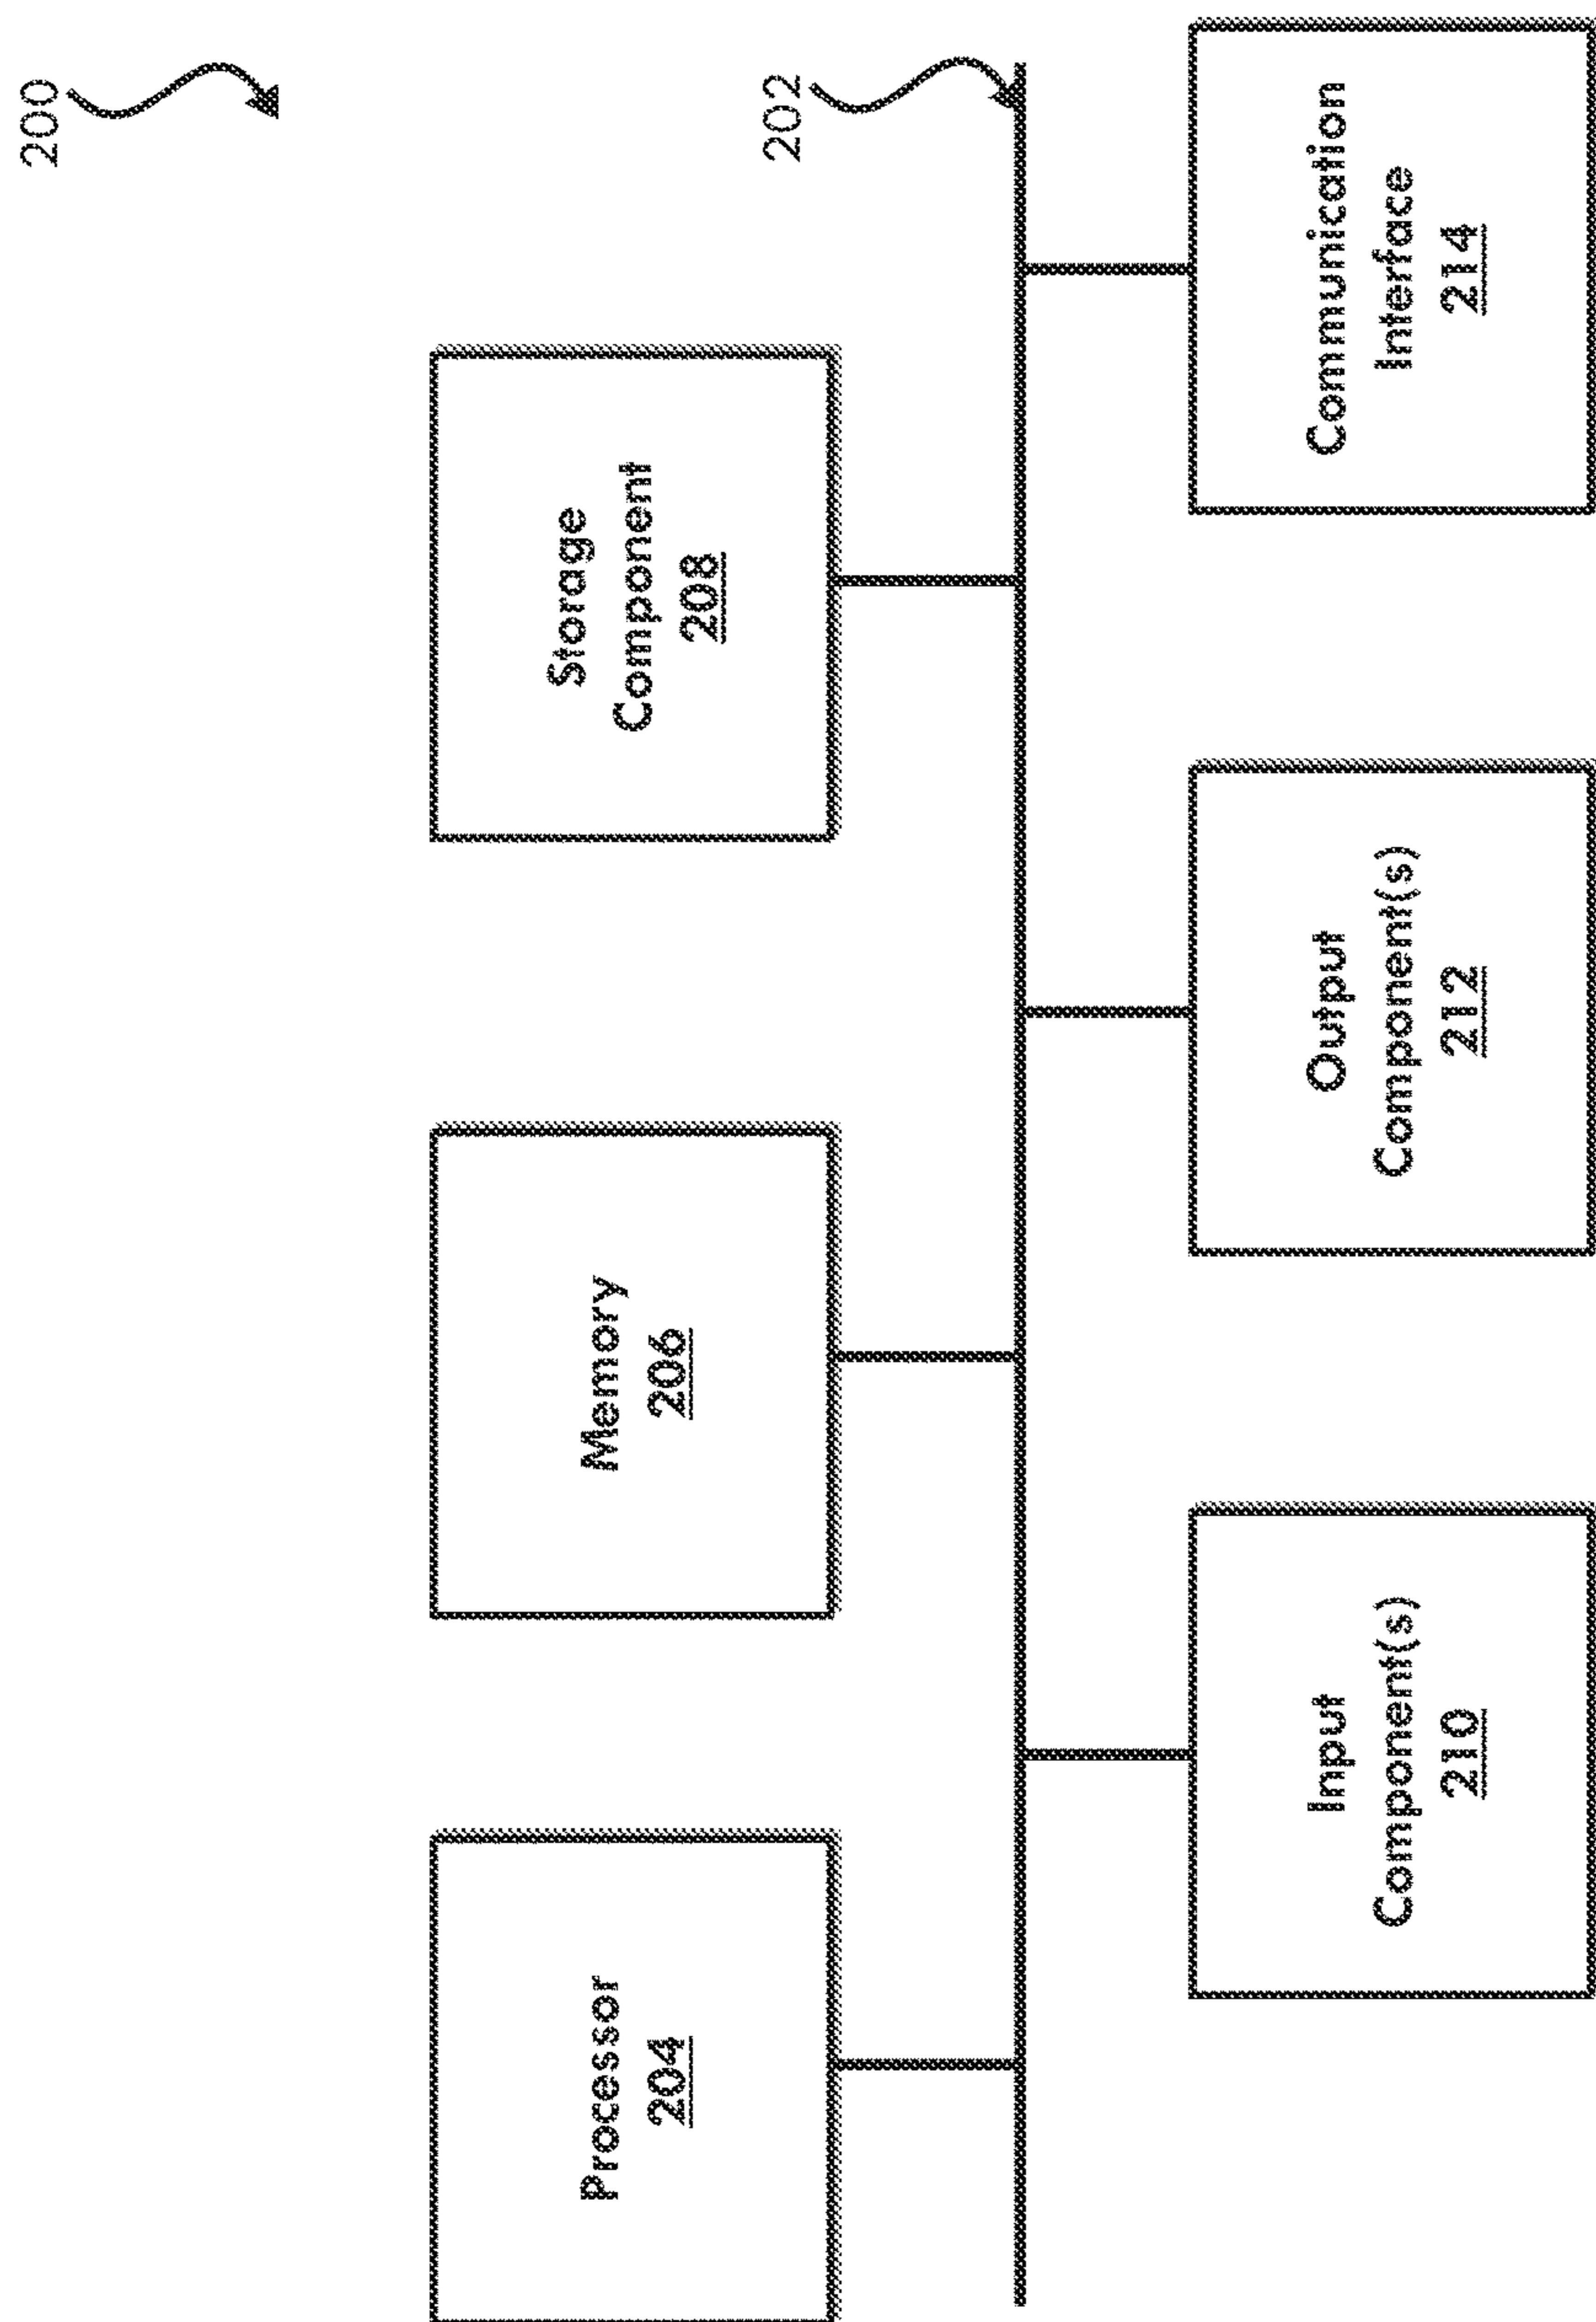 200
Processor
204
Memory
206
Storage
Component
208
202
Input
Component(s)
210
Output
Component(s)
212
Communication
Interface
214